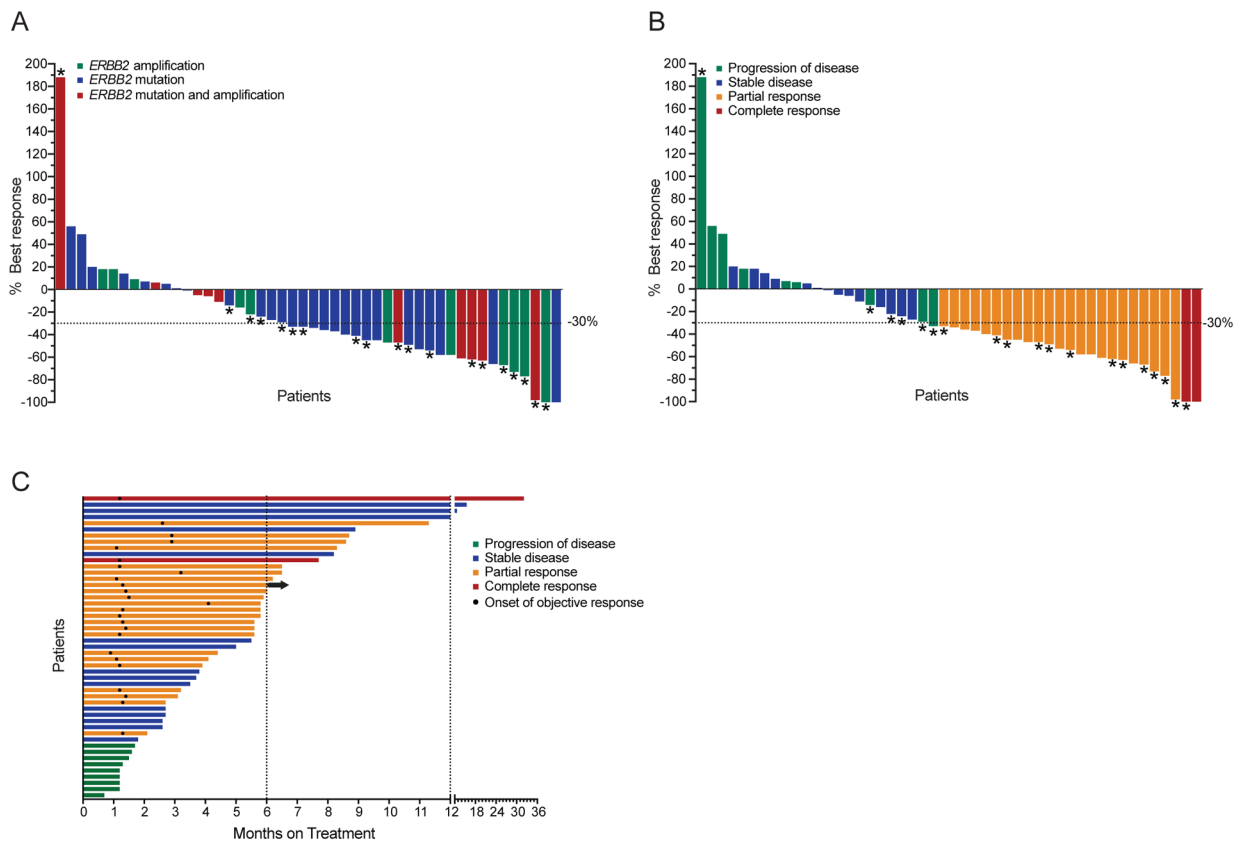 A
ERBB2 amplification
ERBB2 mutation
ERBB2 mutation and amplification
% Best response
200
180
160
140
120
100
80
60
40
20
0
-20
-40
-60
-80
-100
-30%
Patients
B
Progression of disease
Stable disease
Partial response
Complete response
% Best response
200
180
160
140
120
100
80
60
40
20
0
-20
-40
-60
-80
-100
-30%
Patients
C
Progression of disease
Stable disease
Partial response
Complete response
Onset of objective response
Patients
0 1 2 3 4 5 6 7 8 9 10 11 12 18 24 30 36
Months on Treatment